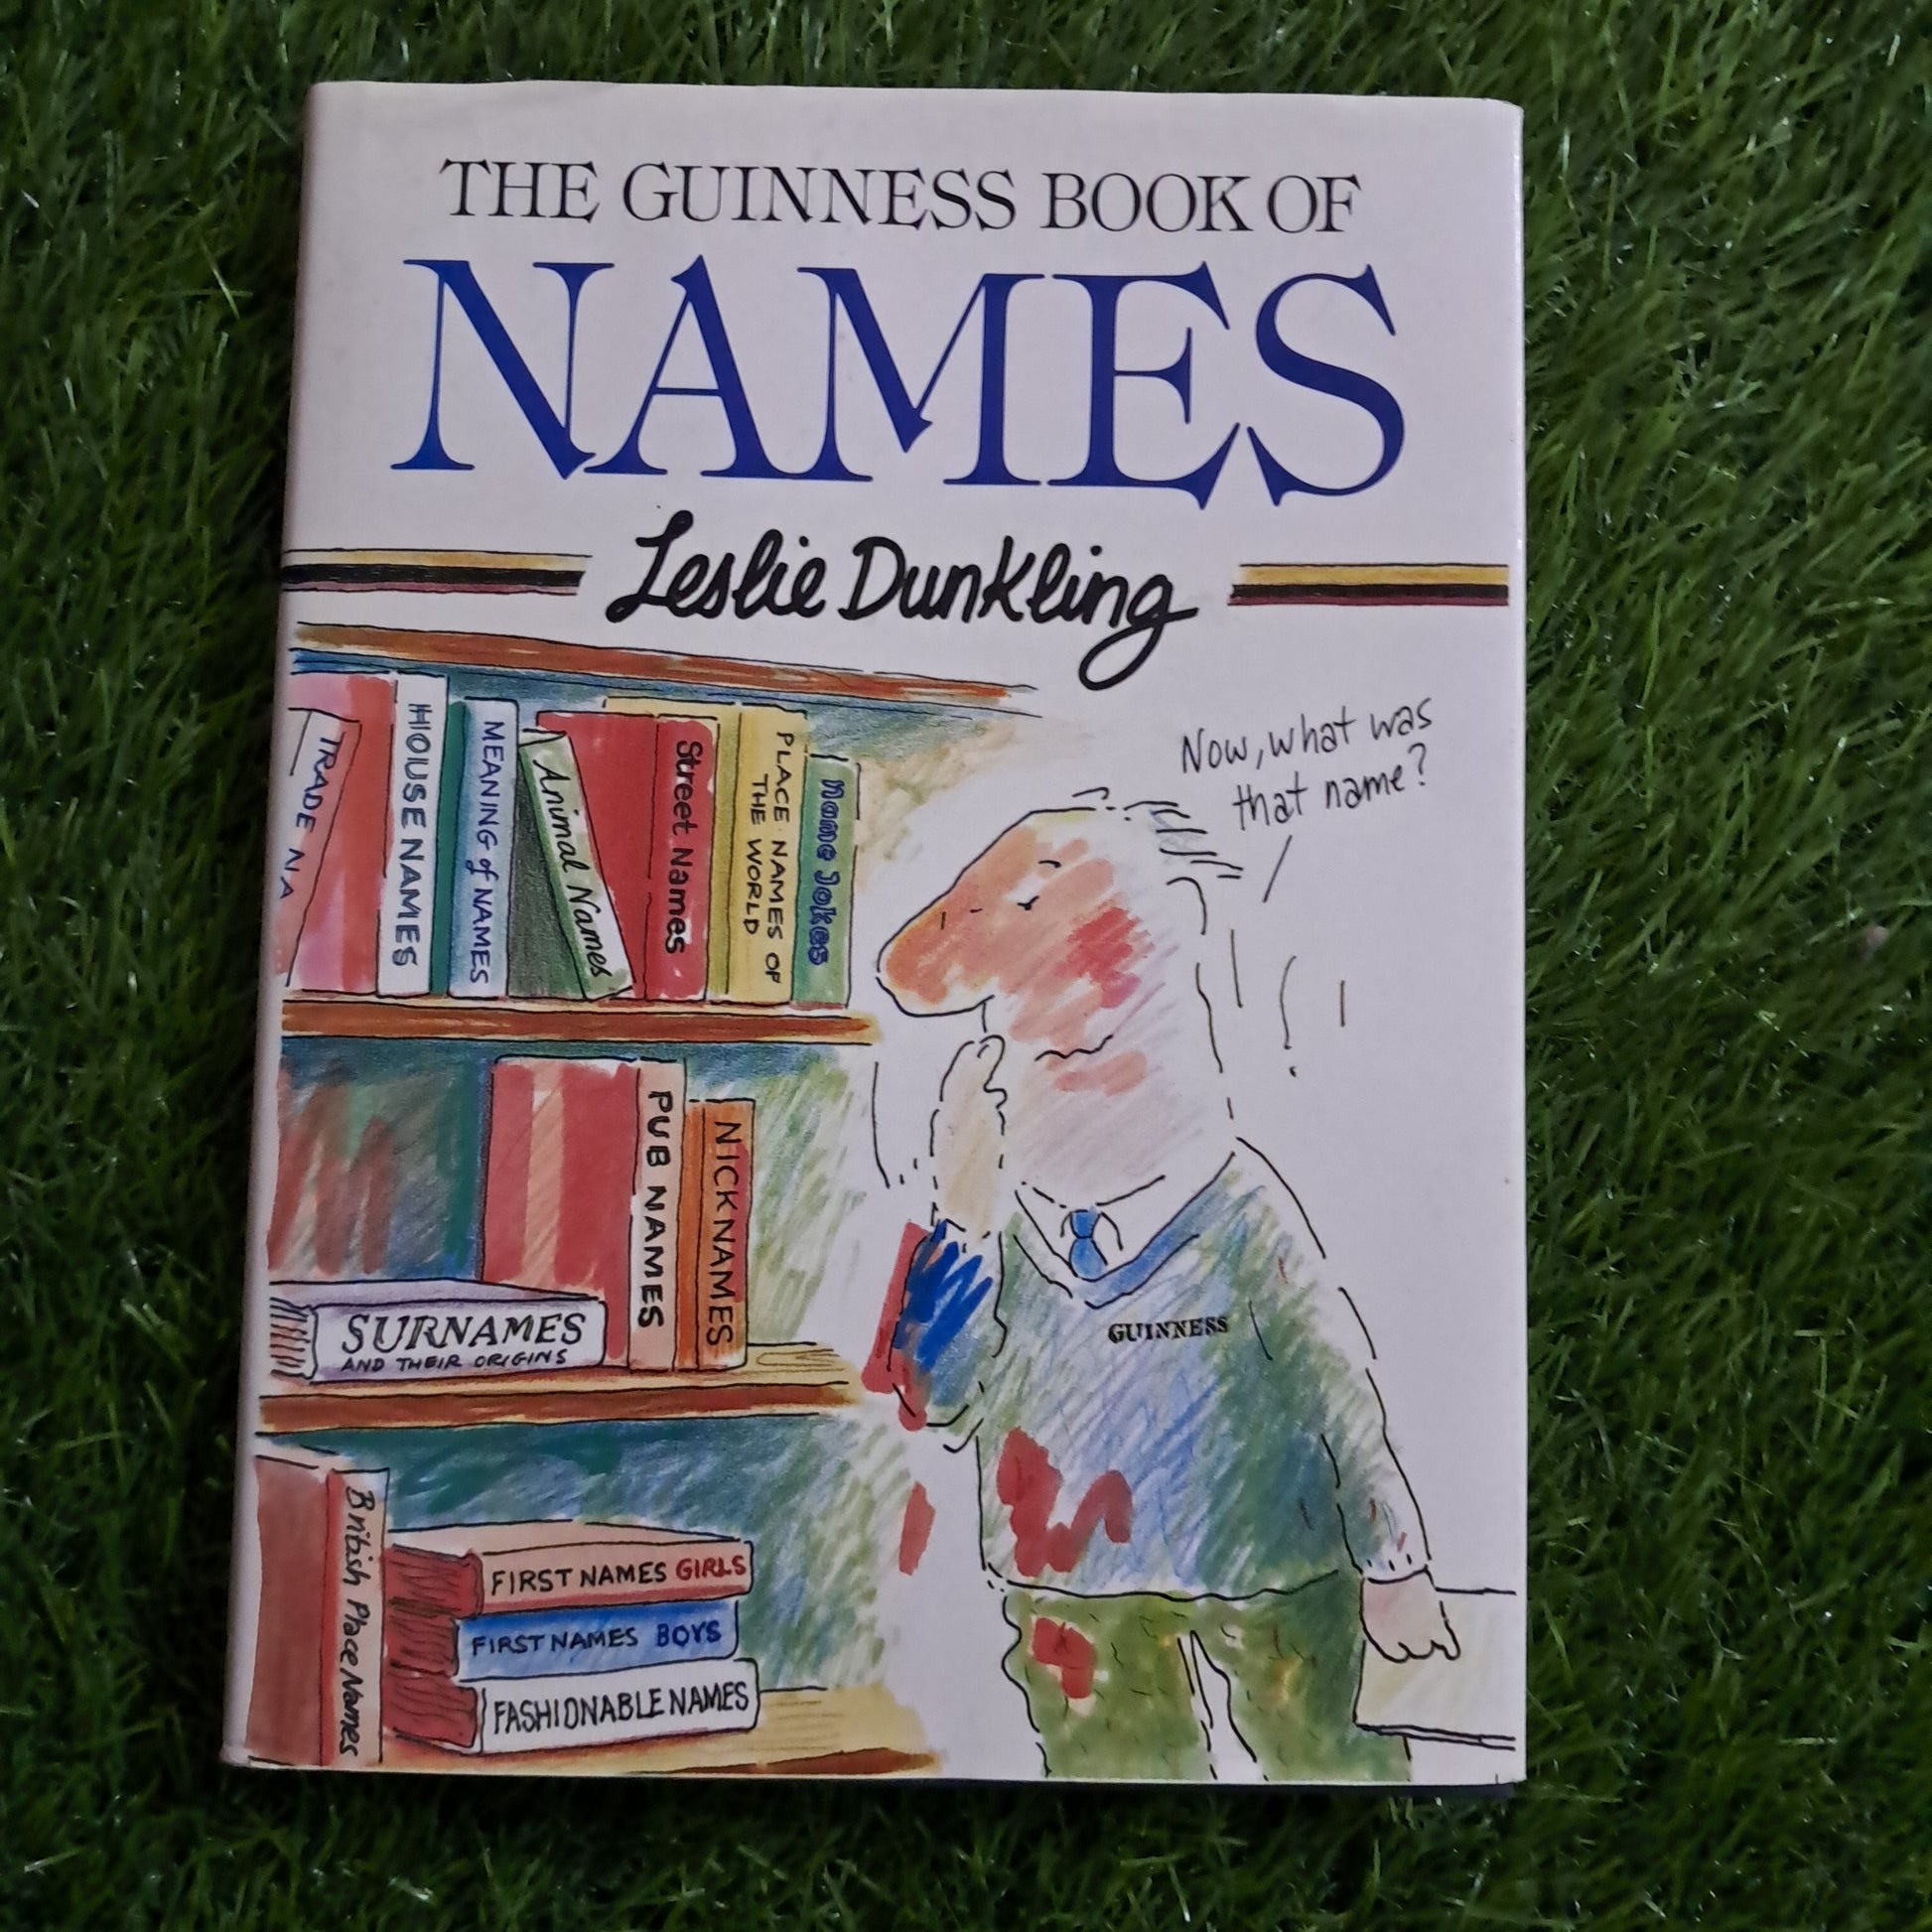 THE GUINNESS BOOK OF
NAMES
Leslie Dunkling
Now, what was
that name?
TRADE NA
HOUSE NAMES
MEANING of NAMES
Animal Names
Street Names
PLACE NAMES OF
THE WORLD
Name Jokes
PUB NAMES
NICKNAMES
SURNAMES
AND THEIR ORIGINS
GUINNESS
British Place Names
FIRST NAMES GIRLS
FIRST NAMES BOYS
FASHIONABLE NAMES